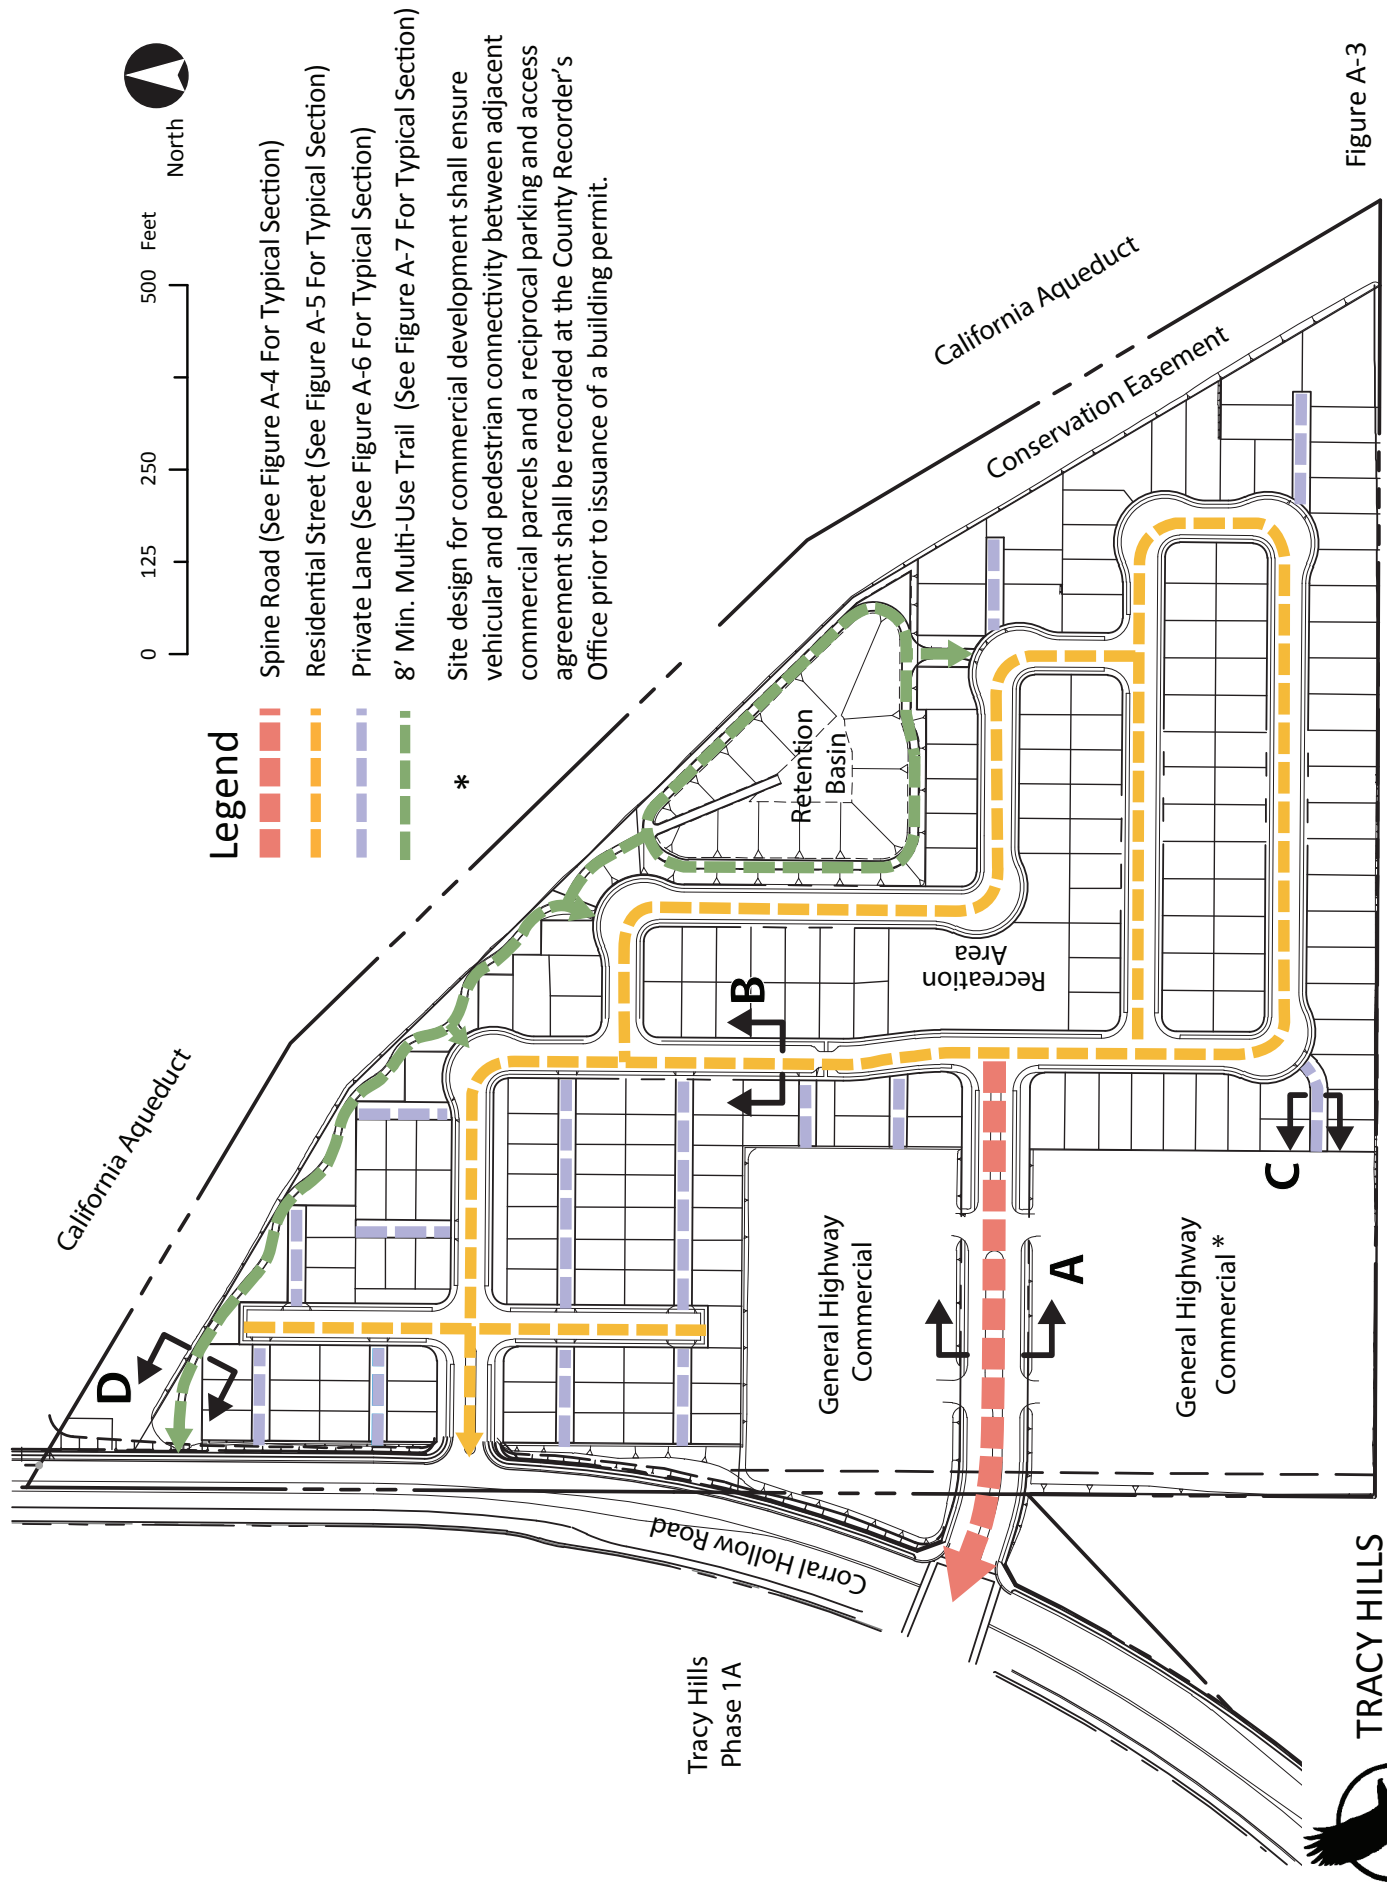 California Aqueduct
California Aqueduct
Conservation Easement
D
Corral Hollow Road
Tracy Hills
Phase 1A
B
Retention
Basin
Recreation
Area
General Highway
Commercial
A
General Highway
Commercial *
C
0 125 250 500 Feet
North
Legend
Spine Road (See Figure A-4 For Typical Section)
Residential Street (See Figure A-5 For Typical Section)
Private Lane (See Figure A-6 For Typical Section)
8' Min. Multi-Use Trail (See Figure A-7 For Typical Section)
* Site design for commercial development shall ensure
vehicular and pedestrian connectivity between adjacent
commercial parcels and a reciprocal parking and access
agreement shall be recorded at the County Recorder's
Office prior to issuance of a building permit.
TRACY HILLS
Figure A-3